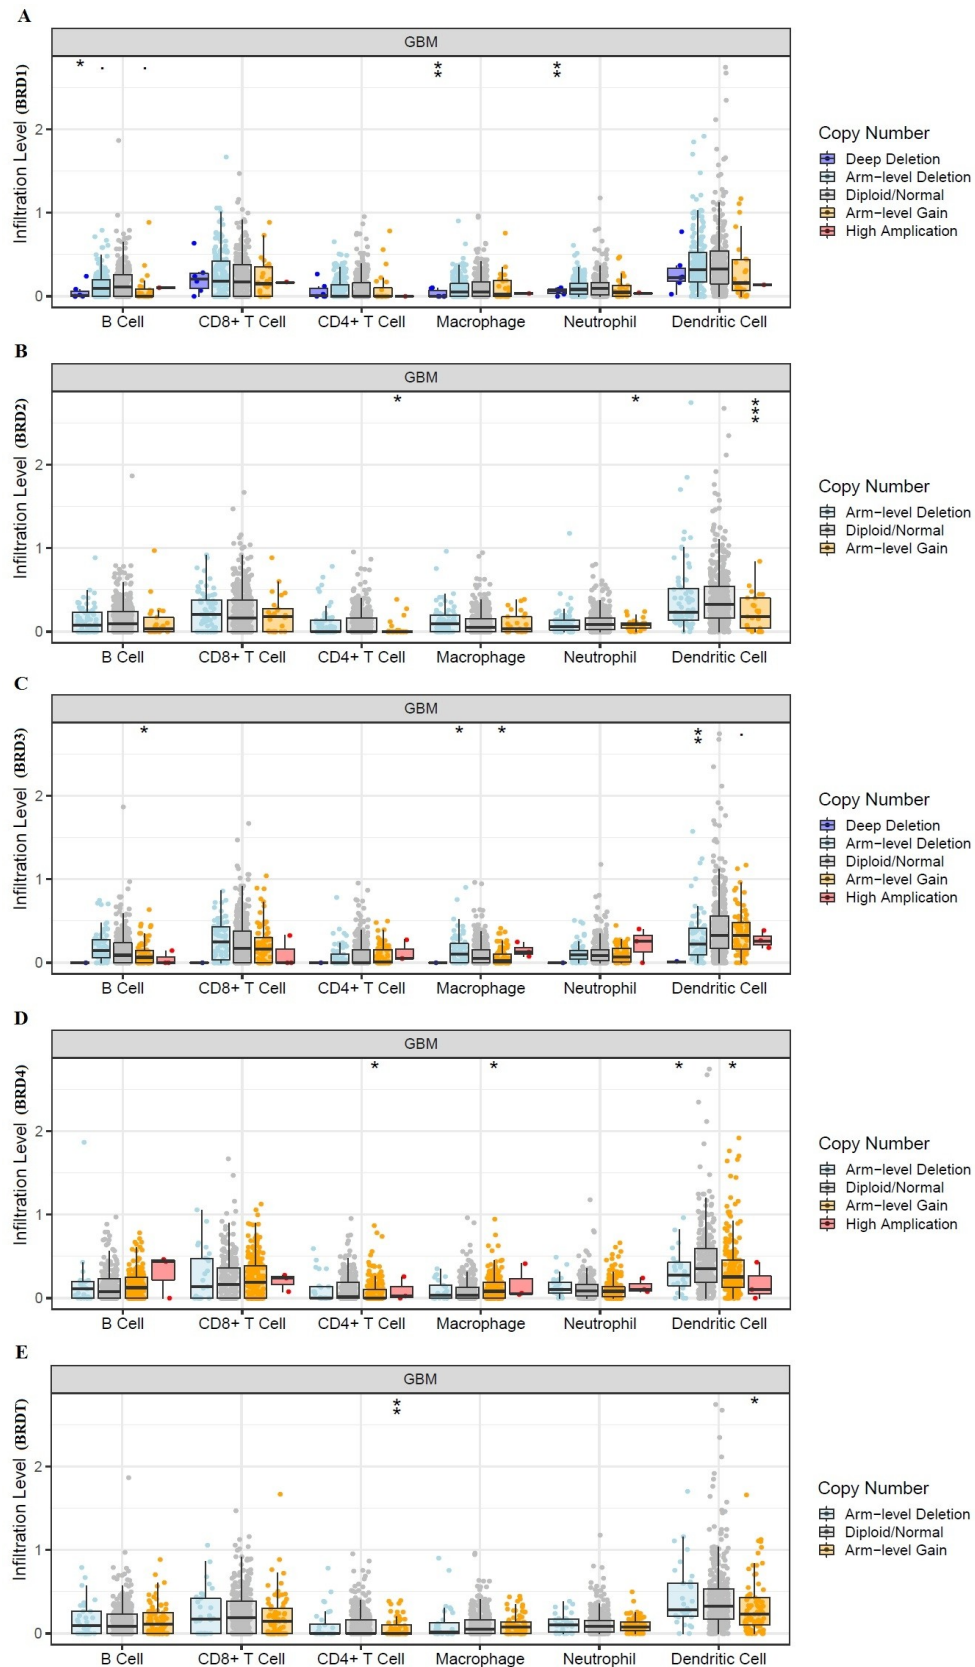 A
GBM
*
.
.
**
**
Infiltration Level (BRD1)
2
1
0
B Cell
CD8+ T Cell
CD4+ T Cell
Macrophage
Neutrophil
Dendritic Cell
Copy Number
Deep Deletion
Arm-level Deletion
Diploid/Normal
Arm-level Gain
High Amplication
B
GBM
*
*
***
Infiltration Level (BRD2)
2
1
0
B Cell
CD8+ T Cell
CD4+ T Cell
Macrophage
Neutrophil
Dendritic Cell
Copy Number
Arm-level Deletion
Diploid/Normal
Arm-level Gain
C
GBM
*
*
*
**
.
Infiltration Level (BRD3)
2
1
0
B Cell
CD8+ T Cell
CD4+ T Cell
Macrophage
Neutrophil
Dendritic Cell
Copy Number
Deep Deletion
Arm-level Deletion
Diploid/Normal
Arm-level Gain
High Amplication
D
GBM
*
*
*
*
Infiltration Level (BRD4)
2
1
0
B Cell
CD8+ T Cell
CD4+ T Cell
Macrophage
Neutrophil
Dendritic Cell
Copy Number
Arm-level Deletion
Diploid/Normal
Arm-level Gain
High Amplication
E
GBM
**
*
Infiltration Level (BRDT)
2
1
0
B Cell
CD8+ T Cell
CD4+ T Cell
Macrophage
Neutrophil
Dendritic Cell
Copy Number
Arm-level Deletion
Diploid/Normal
Arm-level Gain